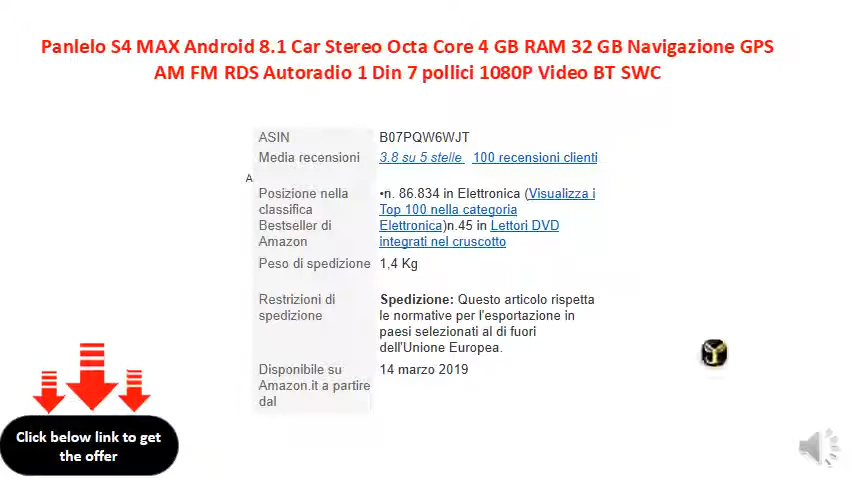 Panlelo S4 MAX Android 8.1 Car Stereo Octa Core 4 GB RAM 32 GB Navigazione GPS
AM FM RDS Autoradio 1 Din 7 pollici 1080P Video BT SWC
ASIN B07PQW6WJT
Media recensioni 3.8 su 5 stelle 100 recensioni clienti
A
Posizione nella •n. 86.834 in Elettronica (Visualizza i
classifica Top 100 nella categoria
Bestseller di Elettronica)n.45 in Lettori DVD
Amazon integrati nel cruscotto
Peso di spedizione 1,4 Kg
Restrizioni di Spedizione: Questo articolo rispetta
spedizione le normative per l'esportazione in
paesi selezionati al di fuori
dell'Unione Europea.
Disponibile su 14 marzo 2019
Amazon.it a partire
dal
Click below link to get
the offer